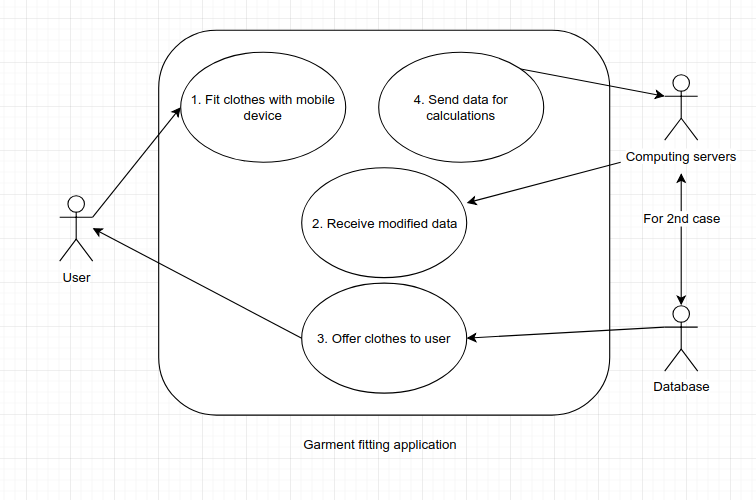 1. Fit clothes with mobile
device
4. Send data for
calculations
Computing servers
2. Receive modified data
For 2nd case
User
3. Offer clothes to user
Database
Garment fitting application